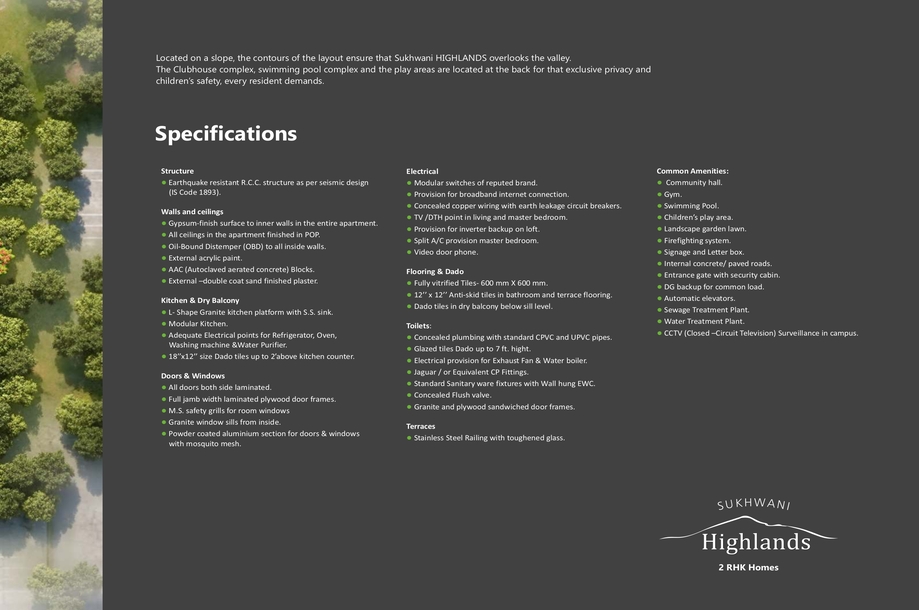 Located on a slope, the contours of the layout ensure that Sukhwani HIGHLANDS overlooks the valley.
The Clubhouse complex, swimming pool complex and the play areas are located at the back for that exclusive privacy and
children's safety, every resident demands.
Specifications
Structure
Earthquake resistant R.C.C. structure as per seismic design
(IS Code 1893).
Walls and ceilings
Gypsum-finish surface to inner walls in the entire apartment.
All ceilings in the apartment finished in POP.
Oil-Bound Distemper (OBD) to all inside walls.
External acrylic paint.
AAC (Autoclaved aerated concrete) Blocks.
External –double coat sand finished plaster.
Kitchen & Dry Balcony
L- Shape Granite kitchen platform with S.S. sink.
Modular Kitchen.
Adequate Electrical points for Refrigerator, Oven,
Washing machine &Water Purifier.
18''x12'' size Dado tiles up to 2'above kitchen counter.
Doors & Windows
All doors both side laminated.
Full jamb width laminated plywood door frames.
M.S. safety grills for room windows
Granite window sills from inside.
Powder coated aluminium section for doors & windows
with mosquito mesh.
Electrical
Modular switches of reputed brand.
Provision for broadband internet connection.
Concealed copper wiring with earth leakage circuit breakers.
TV /DTH point in living and master bedroom.
Provision for inverter backup on loft.
Split A/C provision master bedroom.
Video door phone.
Flooring & Dado
Fully vitrified Tiles- 600 mm X 600 mm.
12'' x 12'' Anti-skid tiles in bathroom and terrace flooring.
Dado tiles in dry balcony below sill level.
Toilets:
Concealed plumbing with standard CPVC and UPVC pipes.
Glazed tiles Dado up to 7 ft. hight.
Electrical provision for Exhaust Fan & Water boiler.
Jaguar / or Equivalent CP Fittings.
Standard Sanitary ware fixtures with Wall hung EWC.
Concealed Flush valve.
Granite and plywood sandwiched door frames.
Terraces
Stainless Steel Railing with toughened glass.
Common Amenities:
Community hall.
Gym.
Swimming Pool.
Children's play area.
Landscape garden lawn.
Firefighting system.
Signage and Letter box.
Internal concrete/ paved roads.
Entrance gate with security cabin.
DG backup for common load.
Automatic elevators.
Sewage Treatment Plant.
Water Treatment Plant.
CCTV (Closed –Circuit Television) Surveillance in campus.
SUKHWANI
Highlands
2 RHK Homes